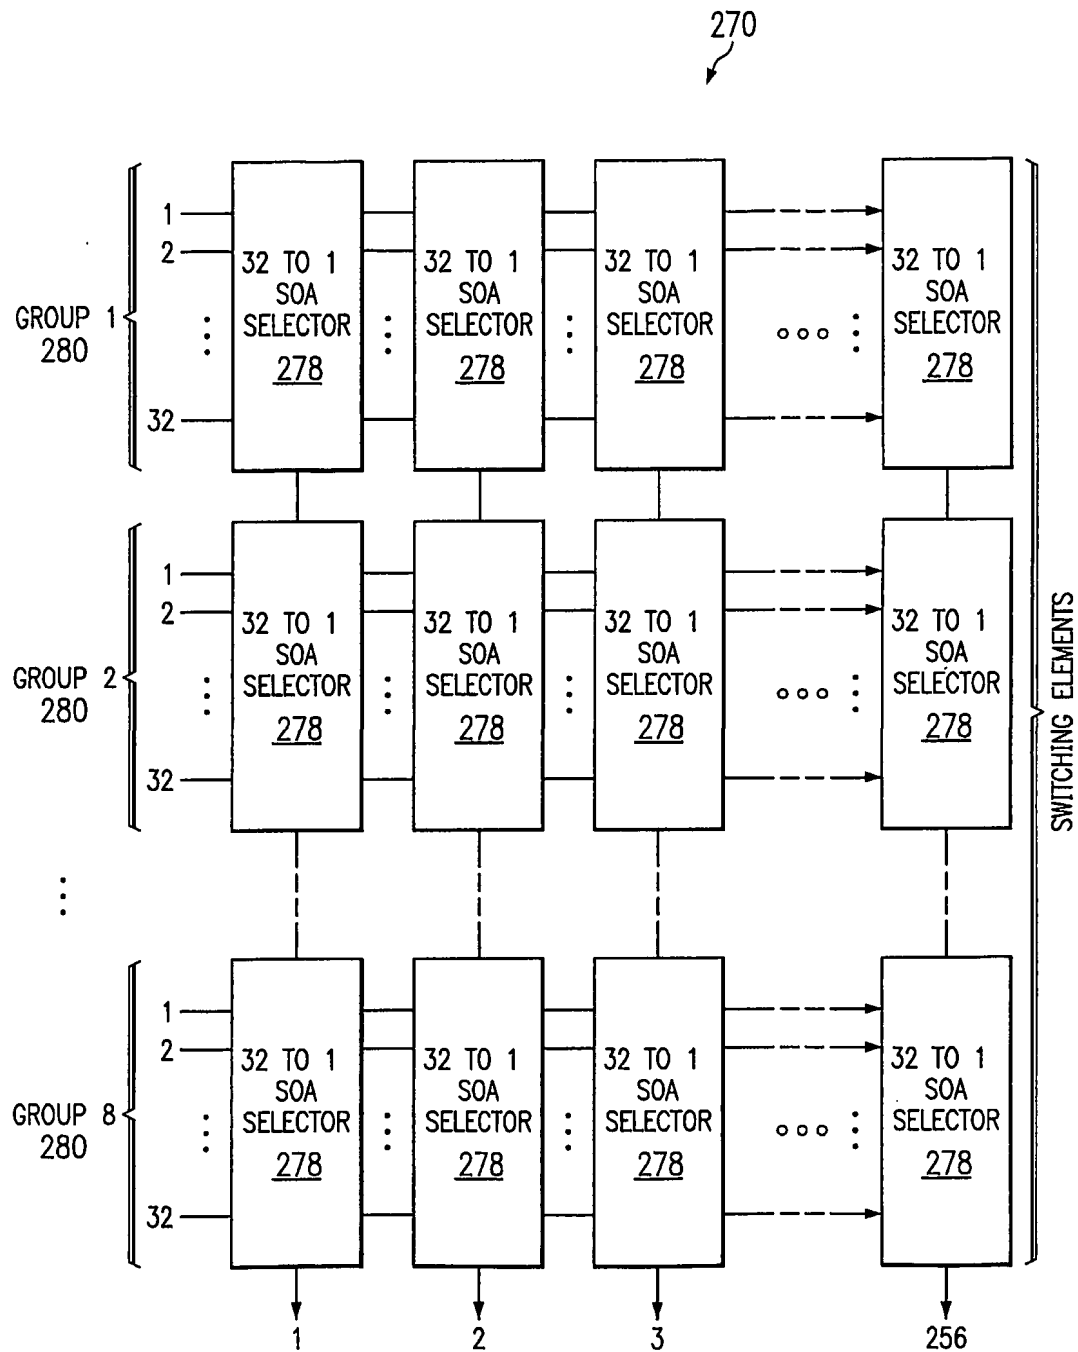 270
GROUP 1
280
1
2
32
32 TO 1
SOA
SELECTOR
278
32 TO 1
SOA
SELECTOR
278
32 TO 1
SOA
SELECTOR
278
32 TO 1
SOA
SELECTOR
278
GROUP 2
280
1
2
32
32 TO 1
SOA
SELECTOR
278
32 TO 1
SOA
SELECTOR
278
32 TO 1
SOA
SELECTOR
278
32 TO 1
SOA
SELECTOR
278
SWITCHING ELEMENTS
GROUP 8
280
1
2
32
32 TO 1
SOA
SELECTOR
278
32 TO 1
SOA
SELECTOR
278
32 TO 1
SOA
SELECTOR
278
32 TO 1
SOA
SELECTOR
278
1
2
3
256